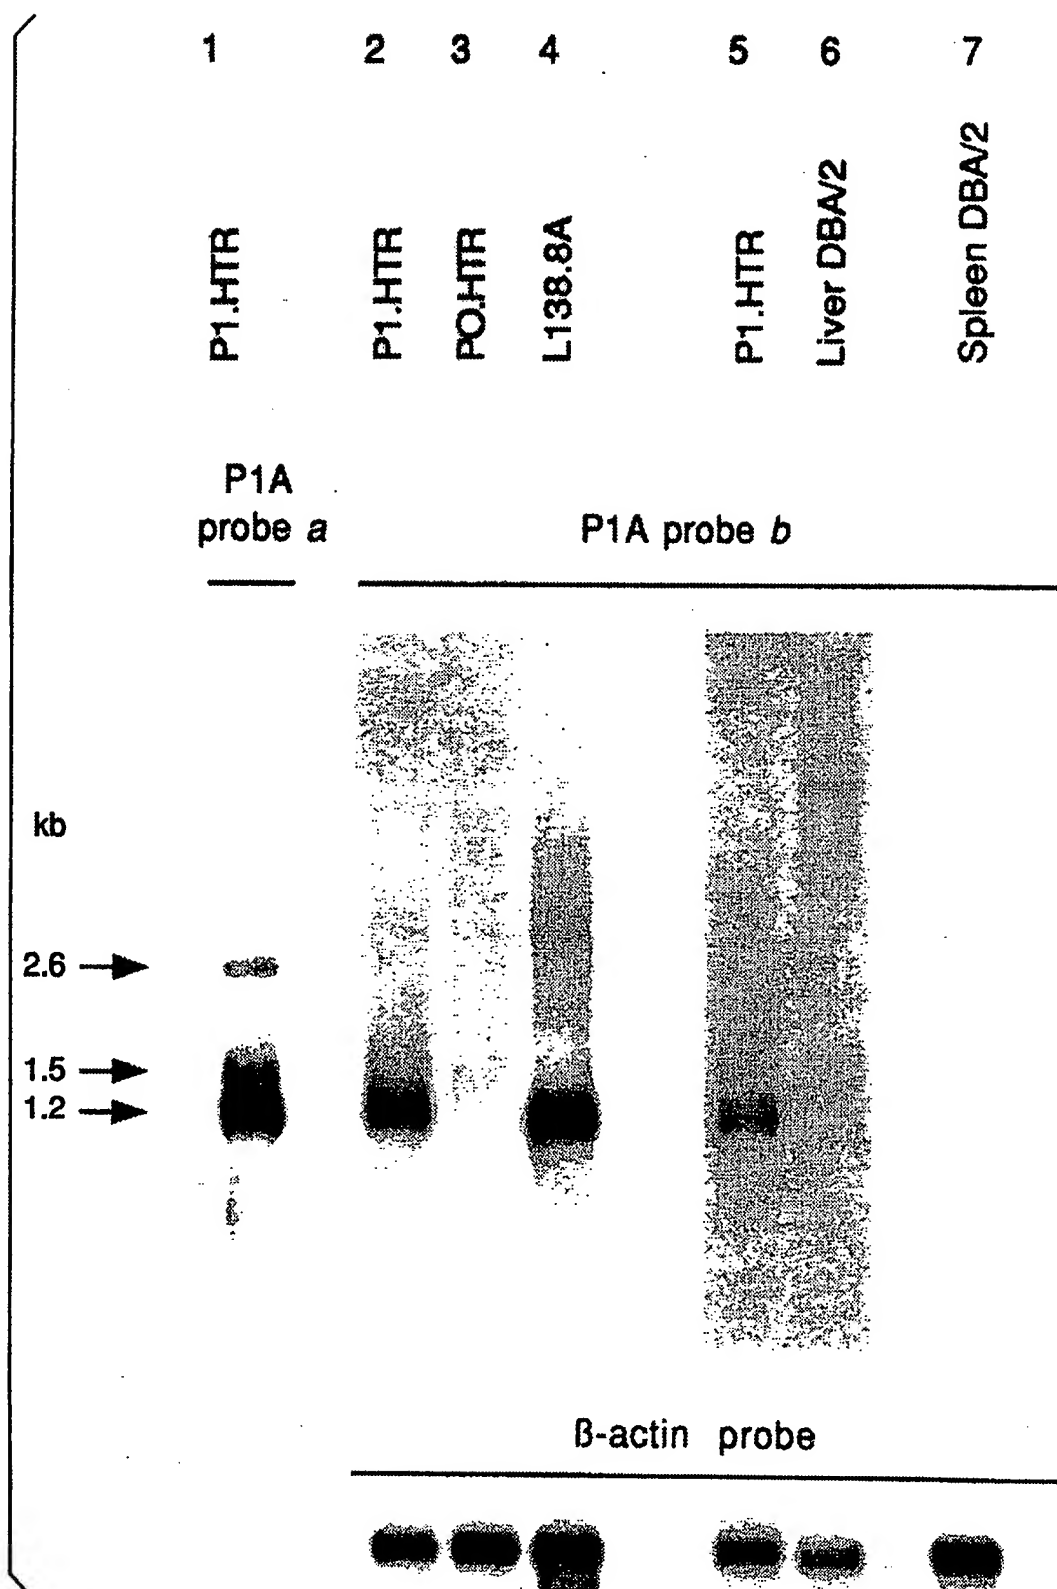 1 2 3 4 5 6 7
P1.HTR P1.HTR PO.HTR L138.8A P1.HTR Liver DBA/2 Spleen DBA/2
P1A
probe a
P1A probe b
kb
2.6
1.5
1.2
ß-actin probe